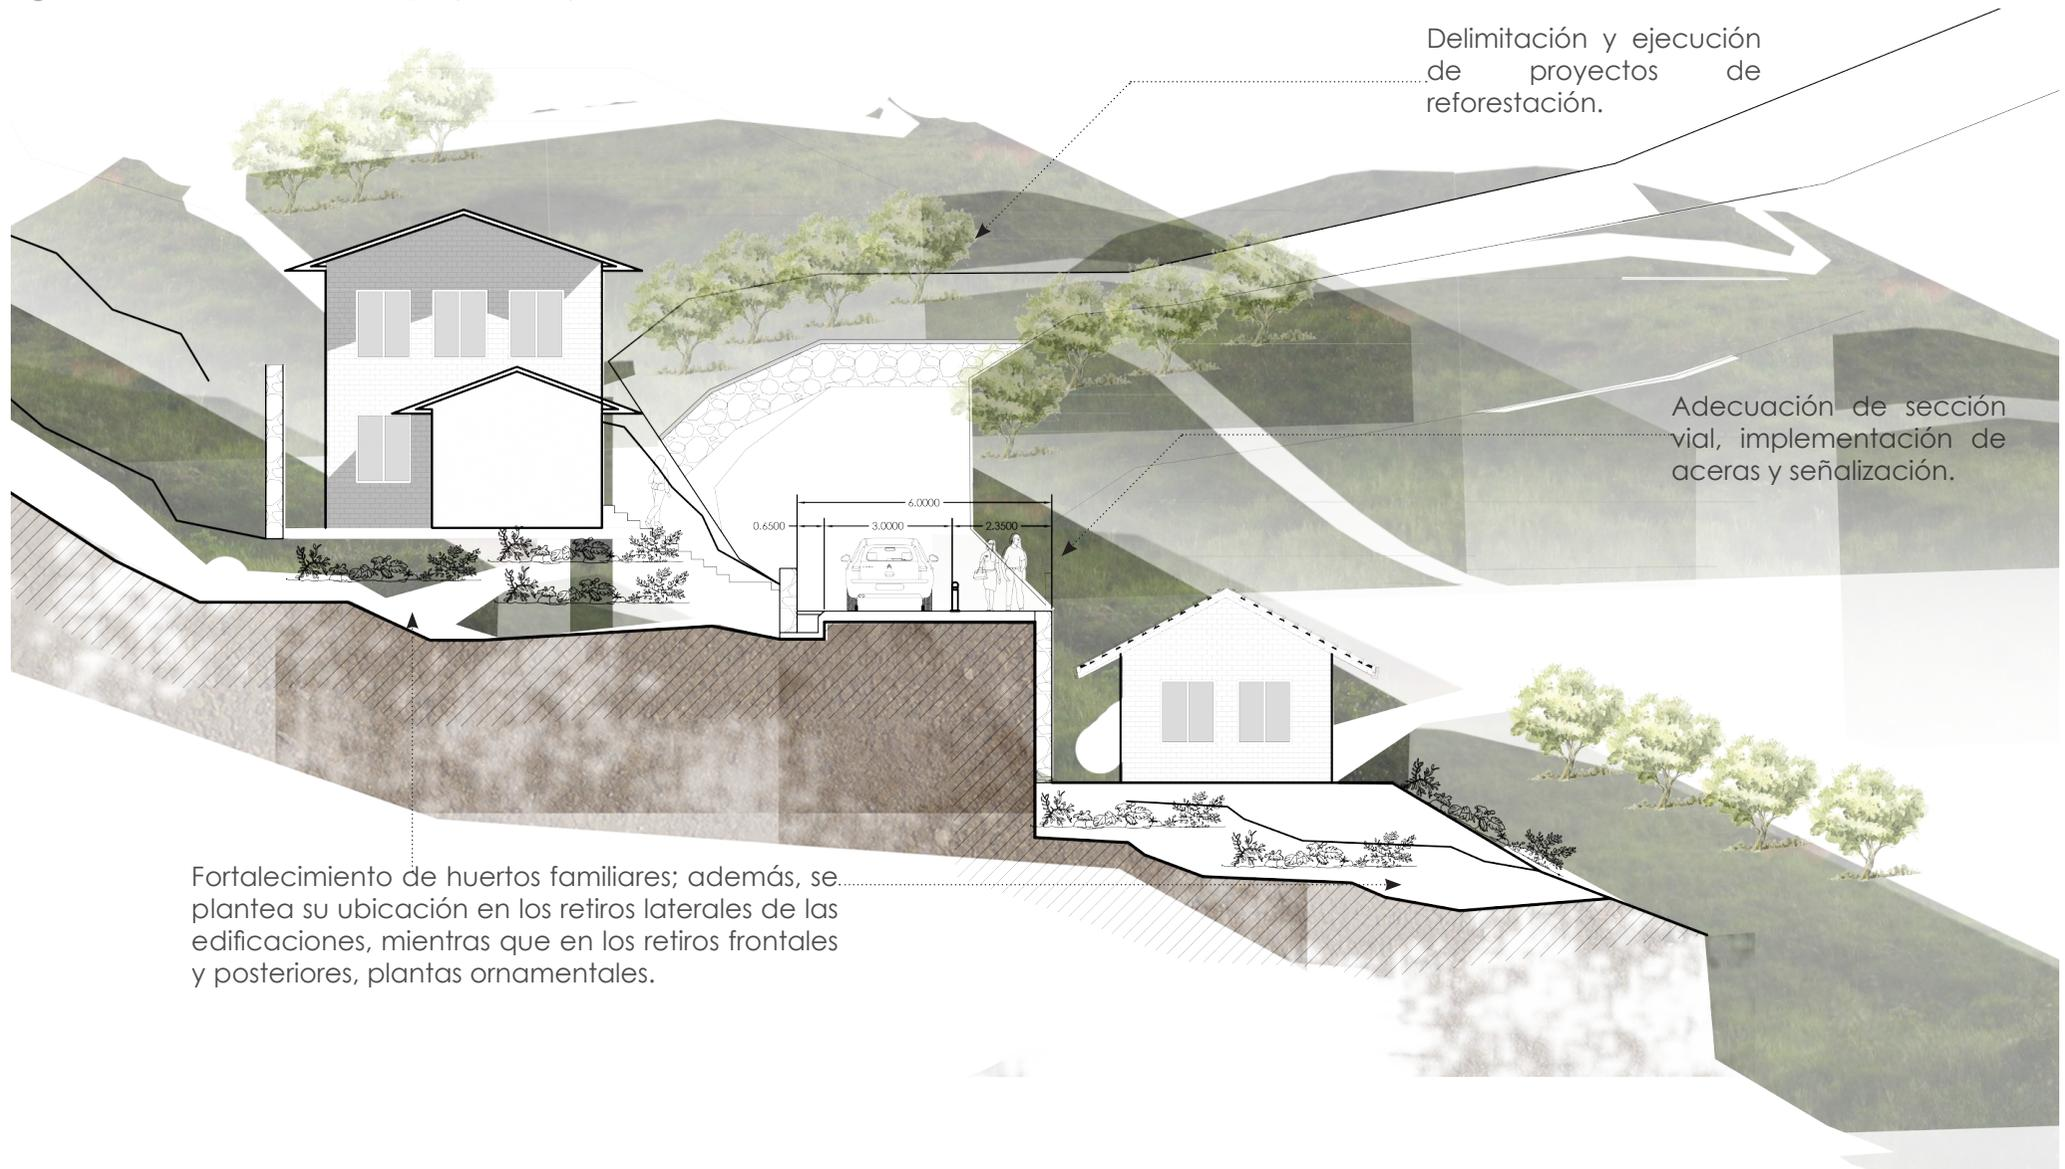 Delimitación y ejecución
de proyectos de
reforestación.
Adecuación de sección
vial, implementación de
aceras y señalización.
6.0000
0.6500
3.0000
2.3500
Fortalecimiento de huertos familiares; además, se
plantea su ubicación en los retiros laterales de las
edificaciones, mientras que en los retiros frontales
y posteriores, plantas ornamentales.